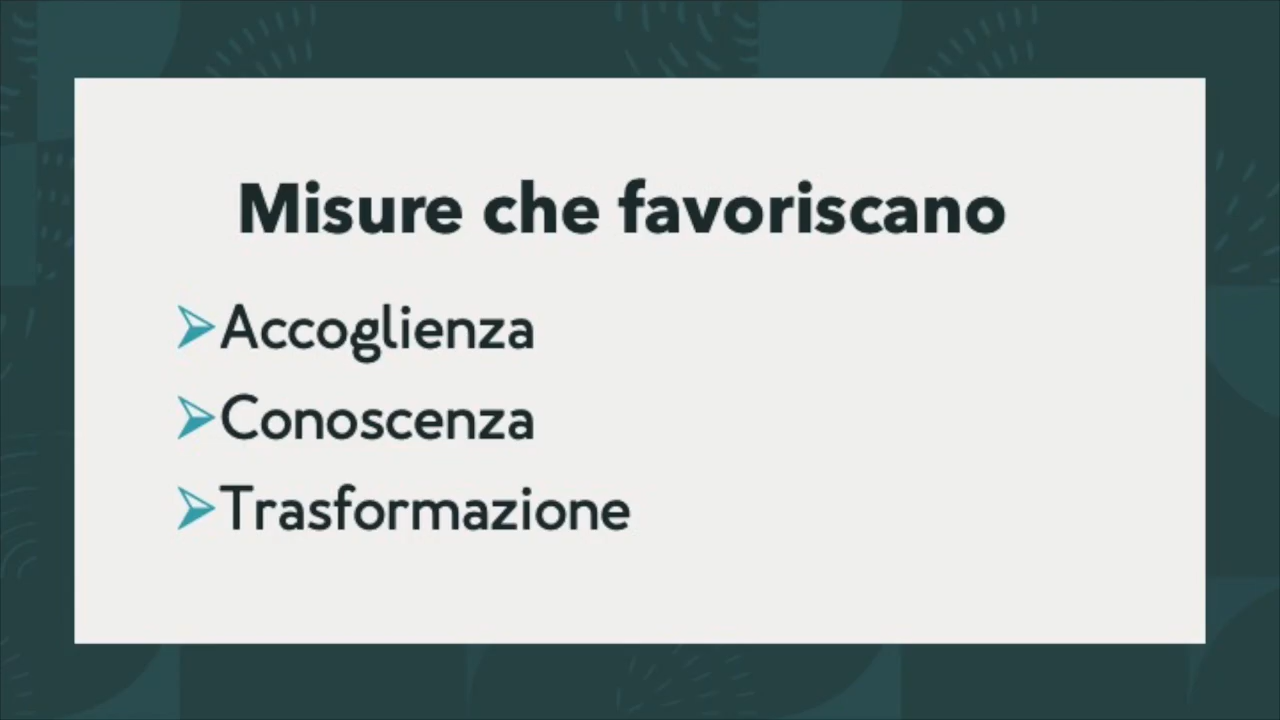 Misure che favoriscano
Accoglienza
Conoscenza
Trasformazione